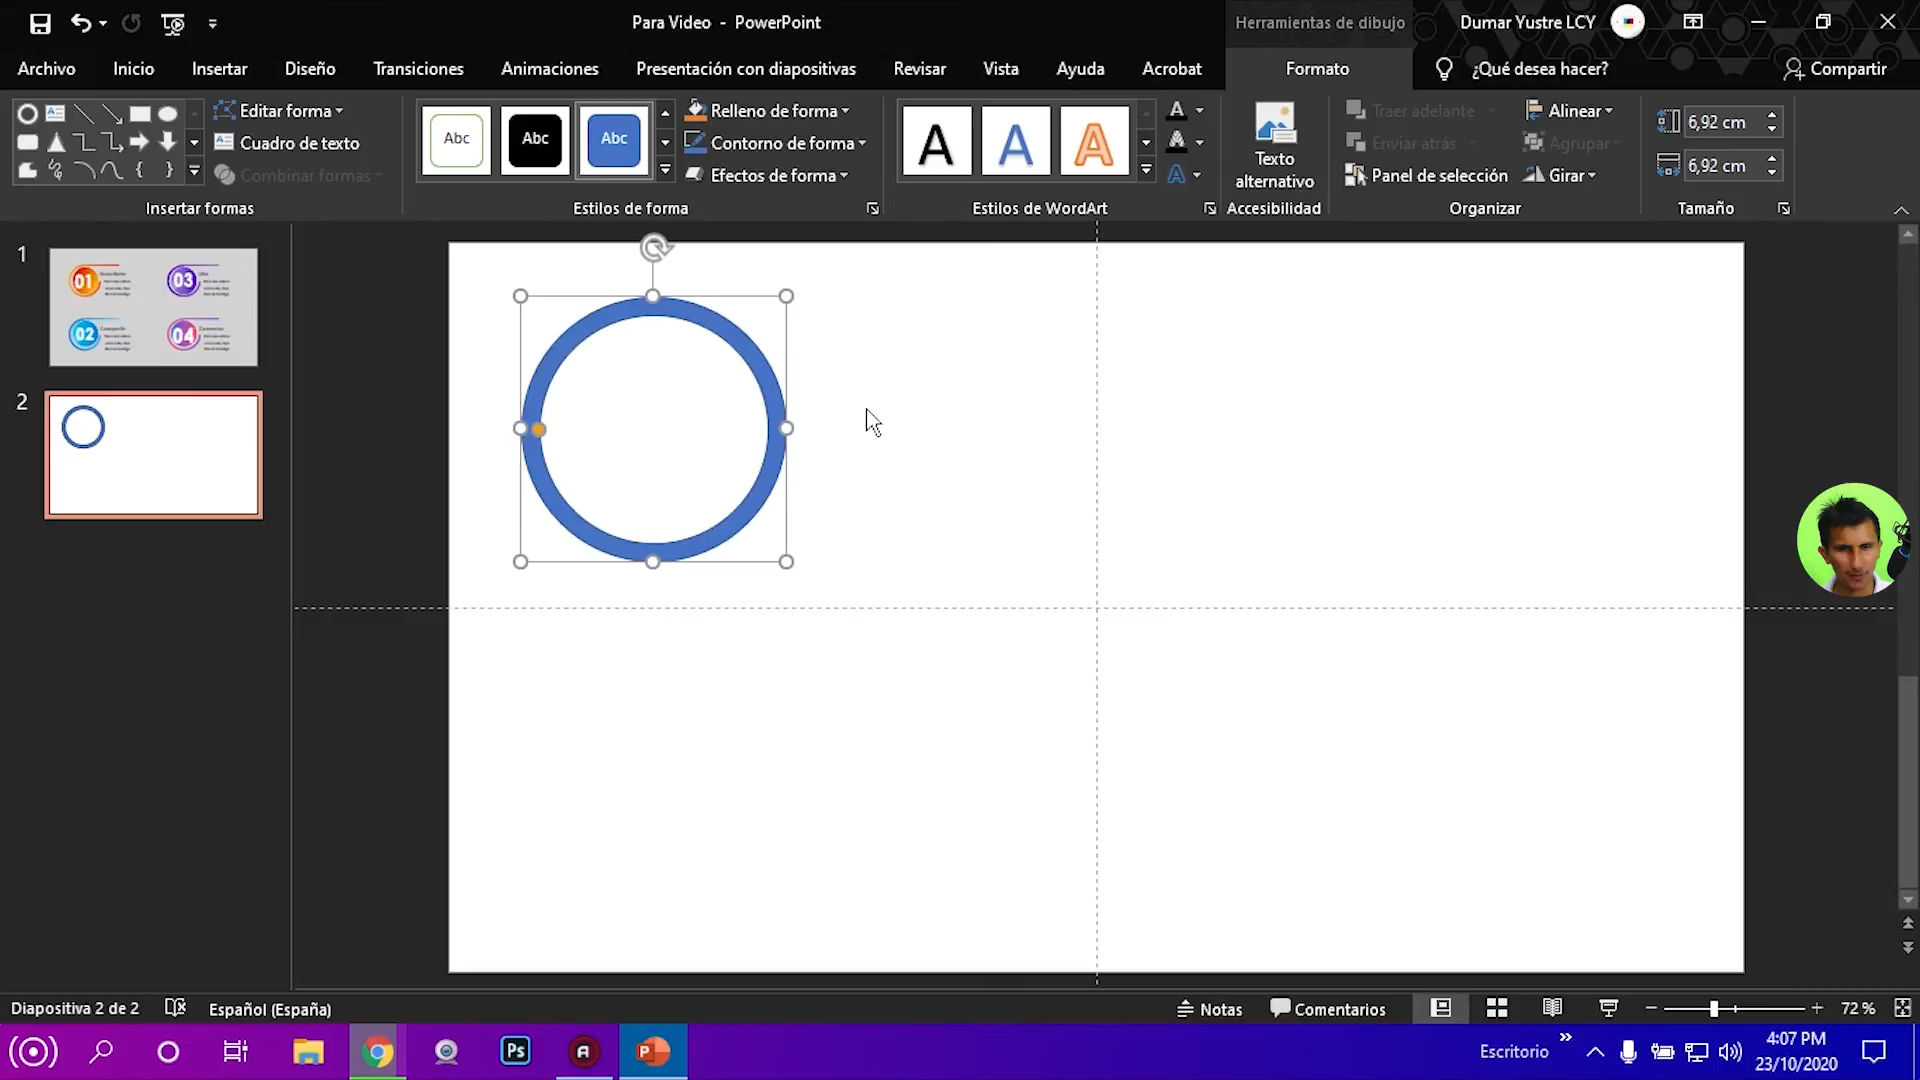 Para Video - PowerPoint
Herramientas de dibujo
Dumar Yustre LCY
Archivo
Inicio
Insertar
Diseño
Transiciones
Animaciones
Presentación con diapositivas
Revisar
Vista
Ayuda
Acrobat
Formato
¿Qué desea hacer?
Compartir
Editar forma
Cuadro de texto
Combinar formas
Insertar formas
Abc
Abc
Abc
Relleno de forma
Contorno de forma
Efectos de forma
Estilos de forma
A
A
A
Estilos de WordArt
Texto
alternativo
Accesibilidad
Traer adelante
Enviar atrás
Panel de selección
Alinear
Agrupar
Girar
Organizar
6,92 cm
6,92 cm
Tamaño
1
01
03
02
04
2
Diapositiva 2 de 2
Español (España)
Notas
Comentarios
72 %
Ps
Escritorio
4:07 PM
23/10/2020